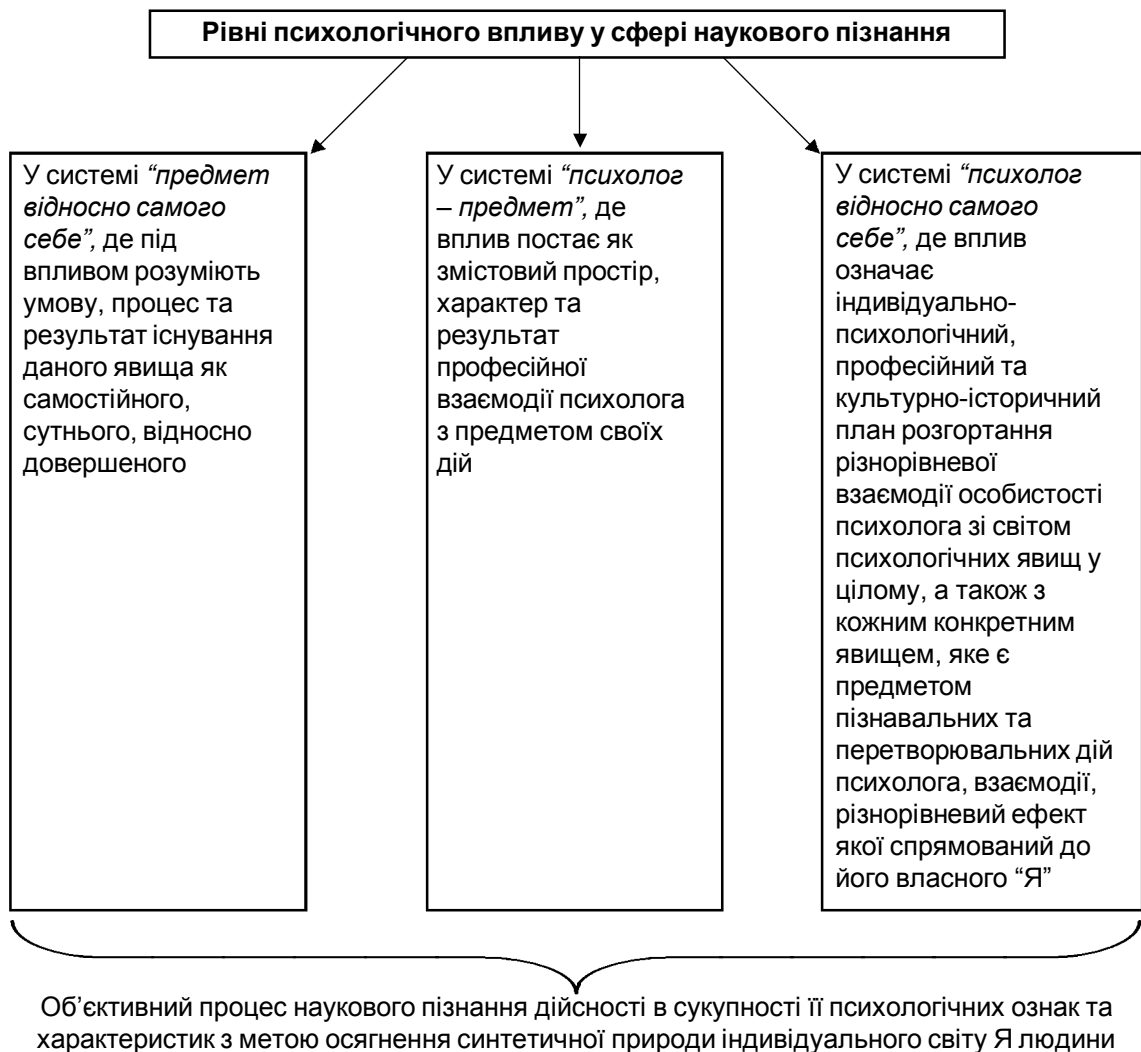 Рівні психологічного впливу у сфері наукового пізнання
У системі “предмет
відносно самого
себе”, де під
впливом розуміють
умову, процес та
результат існування
даного явища як
самостійного,
сутнього, відносно
довершеного
У системі “психолог
– предмет”, де
вплив постає як
змістовий простір,
характер та
результат
професійної
взаємодії психолога
з предметом своїх
дій
У системі “психолог
відносно самого
себе”, де вплив
означає
індивідуально-
психологічний,
професійний та
культурно-історичний
план розгортання
різнорівневої
взаємодії особистості
психолога зі світом
психологічних явищ у
цілому, а також з
кожним конкретним
явищем, яке є
предметом
пізнавальних та
перетворювальних дій
психолога, взаємодії,
різнорівневий ефект
якої спрямований до
його власного “Я”
Об’єктивний процес наукового пізнання дійсності в сукупності її психологічних ознак та
характеристик з метою осягнення синтетичної природи індивідуального світу Я людини